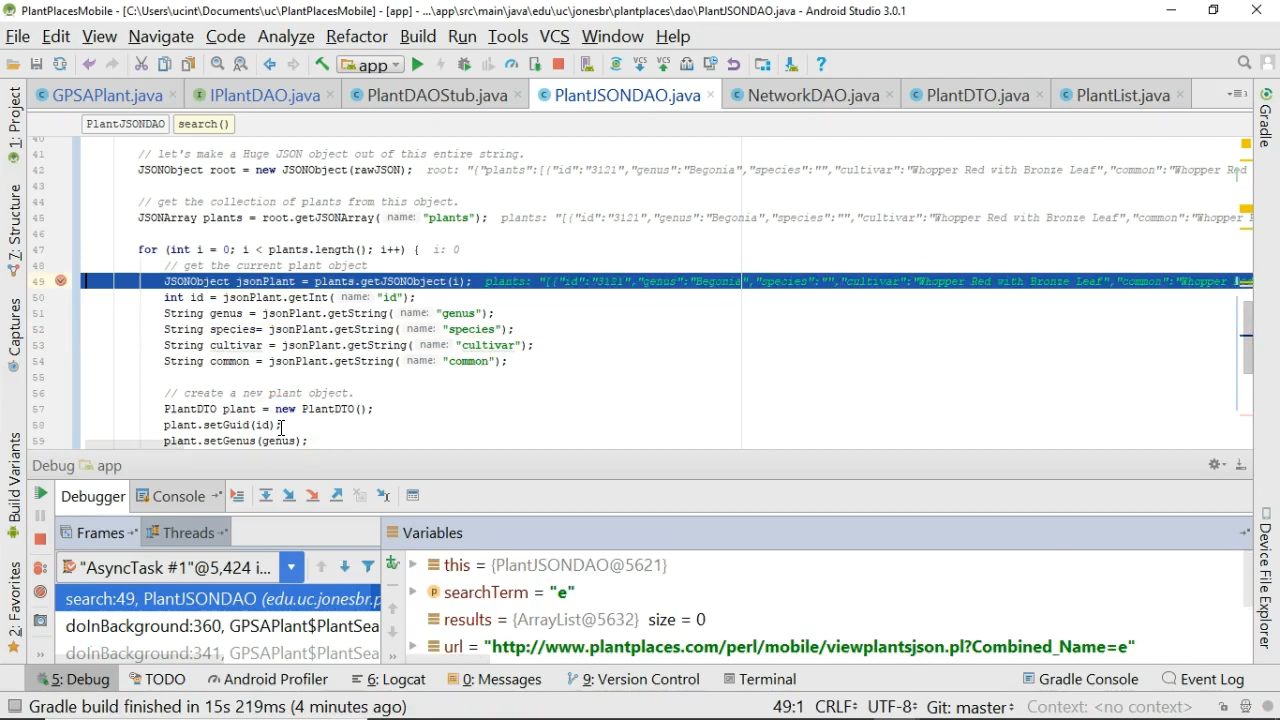 PlantPlacesMobile - [C:\Users\ucint\Documents\uc\PlantPlacesMobile] - [app] - ...\app\src\main\java\edu\uc\jonesbr\plantplaces\dao\PlantJSONDAO.java - Android Studio 3.0.1
File Edit View Navigate Code Analyze Refactor Build Run Tools VCS Window Help
app
GPSAPlant.java IPlantDAO.java PlantDAOStub.java PlantJSONDAO.java NetworkDAO.java PlantDTO.java PlantList.java
PlantJSONDAO search()
40
41 // let's make a Huge JSON object out of this entire string.
42 JSONObject root = new JSONObject(rawJSON); root: "{"plants":[{"id":"3121","genus":"Begonia","species":"","cultivar":"Whopper Red with Bronze Leaf","common":"Whopper Red
43
44 // get the collection of plants from this object.
45 JSONArray plants = root.getJSONArray( name: "plants"); plants: "[{"id":"3121","genus":"Begonia","species":"","cultivar":"Whopper Red with Bronze Leaf","common":"Whopper R
46
47 for (int i = 0; i < plants.length(); i++) { i: 0
48 // get the current plant object
49 JSONObject jsonPlant = plants.getJSONObject(i); plants: "[{"id":"3121","genus":"Begonia","species":"","cultivar":"Whopper Red with Bronze Leaf","common":"Whopper
50 int id = jsonPlant.getInt( name: "id");
51 String genus = jsonPlant.getString( name: "genus");
52 String species= jsonPlant.getString( name: "species");
53 String cultivar = jsonPlant.getString( name: "cultivar");
54 String common = jsonPlant.getString( name: "common");
55
56 // create a new plant object.
57 PlantDTO plant = new PlantDTO();
58 plant.setGuid(id);
59 plant.setGenus(genus);
1: Project
7: Structure
Captures
Build Variants
2: Favorites
Gradle
Device File Explorer
Debug app
Debugger Console
Frames Threads Variables
"AsyncTask #1"@5,424 i...
search:49, PlantJSONDAO (edu.uc.jonesbr.p
doInBackground:360, GPSAPlant$PlantSea
doInBackground:341, GPSAPlant$PlantSea
this = {PlantJSONDAO@5621}
searchTerm = "e"
results = {ArrayList@5632} size = 0
url = "http://www.plantplaces.com/perl/mobile/viewplantsjson.pl?Combined_Name=e"
5: Debug TODO Android Profiler 6: Logcat 0: Messages 9: Version Control Terminal Gradle Console Event Log
Gradle build finished in 15s 219ms (4 minutes ago) 49:1 CRLF UTF-8 Git: master Context: <no context>